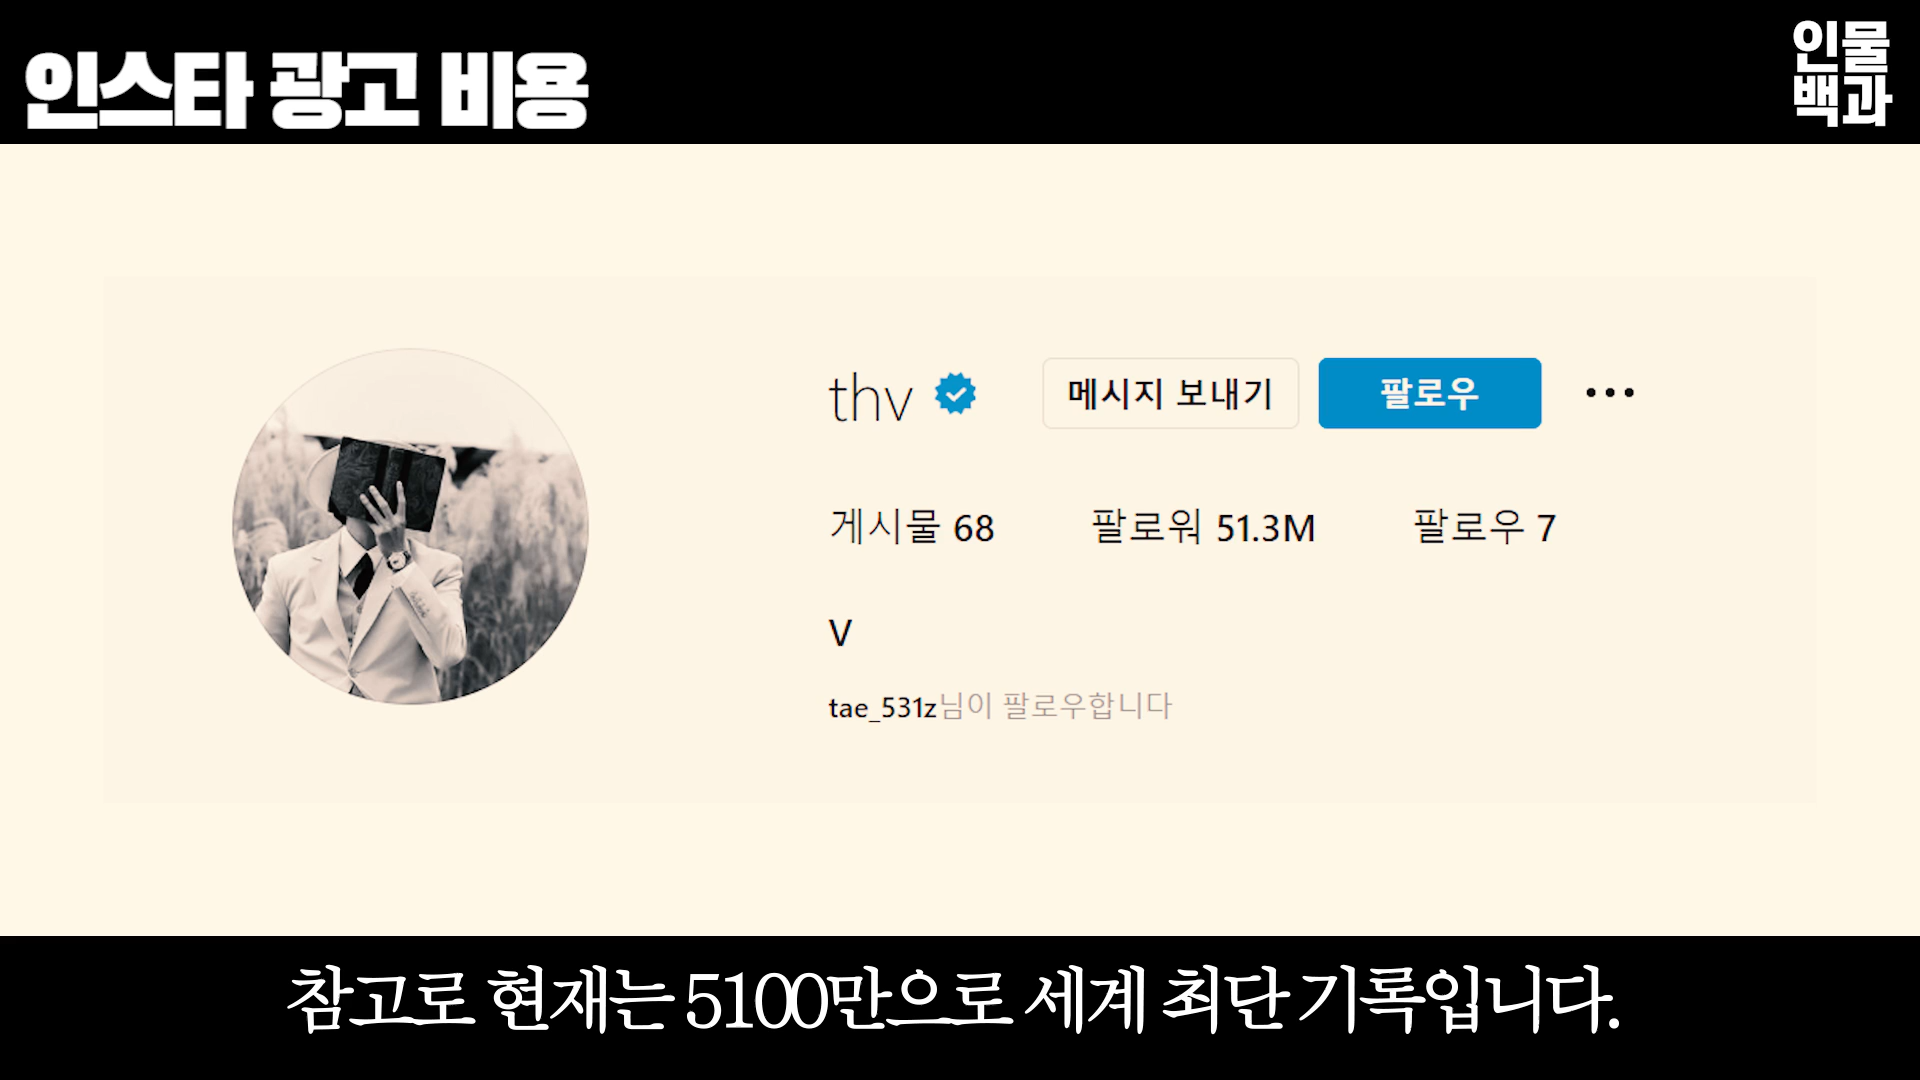 인스타 광고 비용
인물
백과
thv
메시지 보내기
팔로우
게시물 68
팔로워 51.3M
팔로우 7
V
tae_531z님이 팔로우합니다
참고로 현재는 5100만으로 세계 최단 기록입니다.